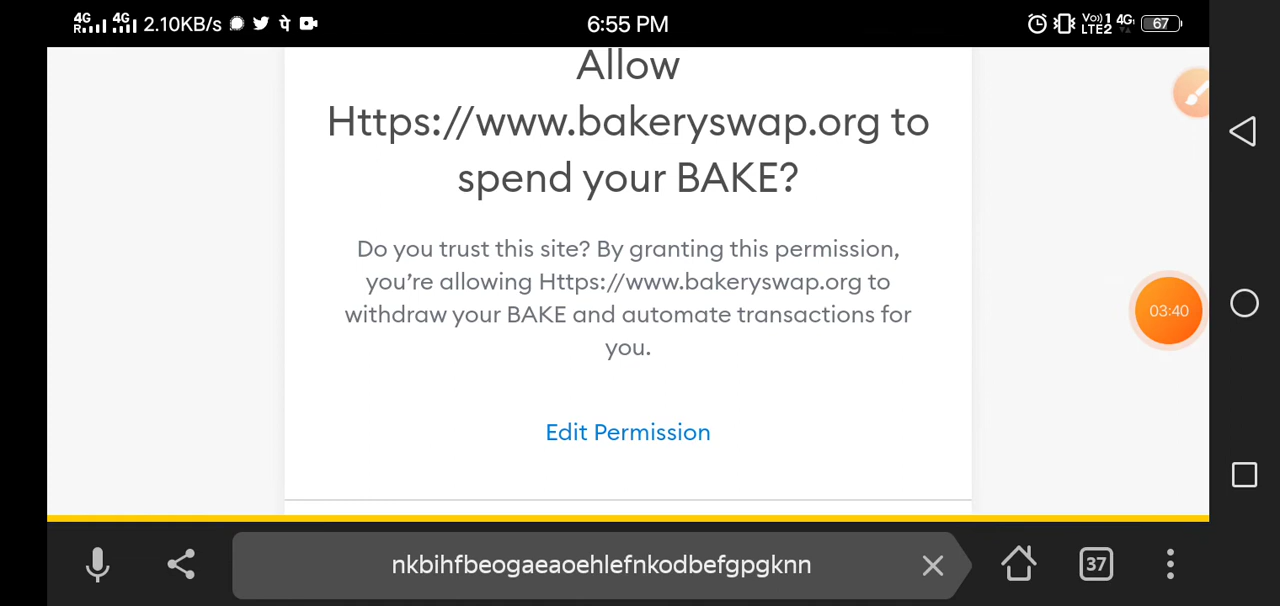 4G R 4G 2.10KB/s 6:55 PM Vo)) 1 LTE2 4G 67
Allow
Https://www.bakeryswap.org to
spend your BAKE?
Do you trust this site? By granting this permission,
you’re allowing Https://www.bakeryswap.org to
withdraw your BAKE and automate transactions for
you.
03:40
Edit Permission
nkbihfbeogaeaoehlefnkodbefgpgknn
37